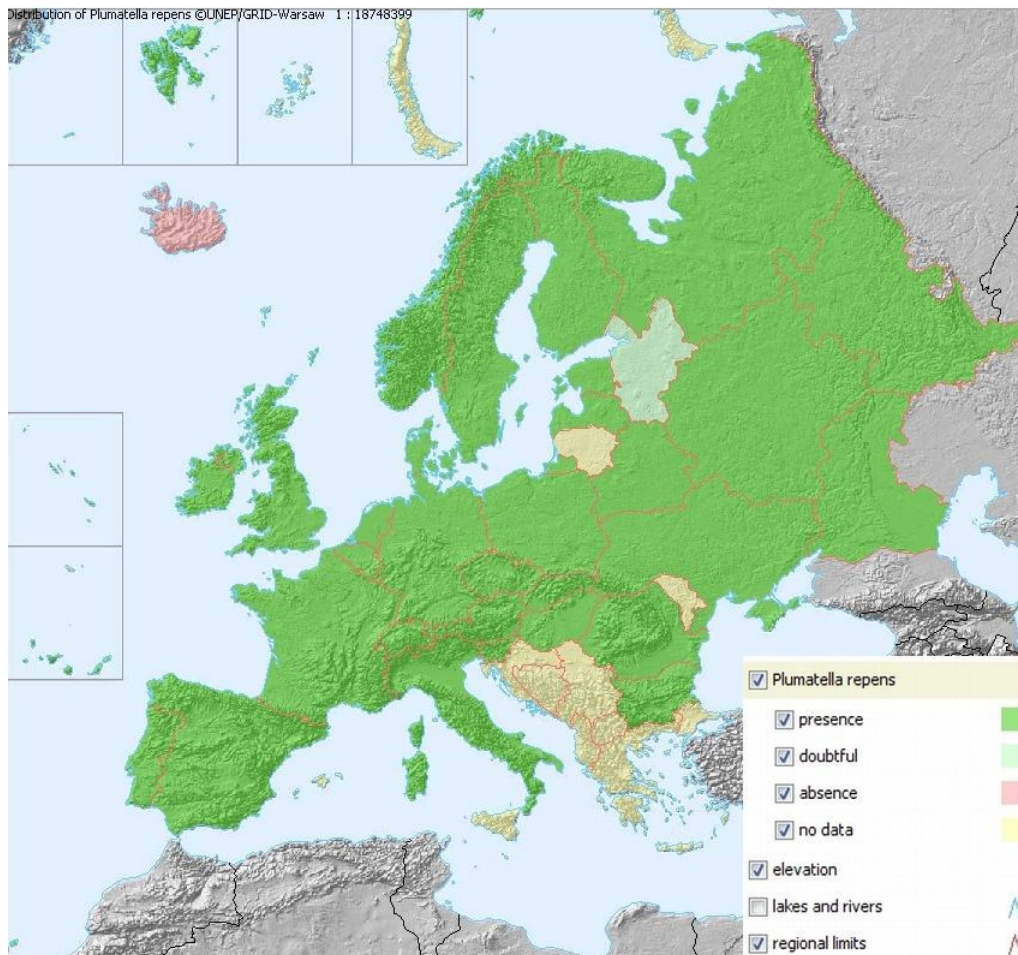 Distribution of Plumatella repens ©UNEP/GRID-Warsaw 1 : 18748399
Plumatella repens
presence
doubtful
absence
no data
elevation
lakes and rivers
regional limits